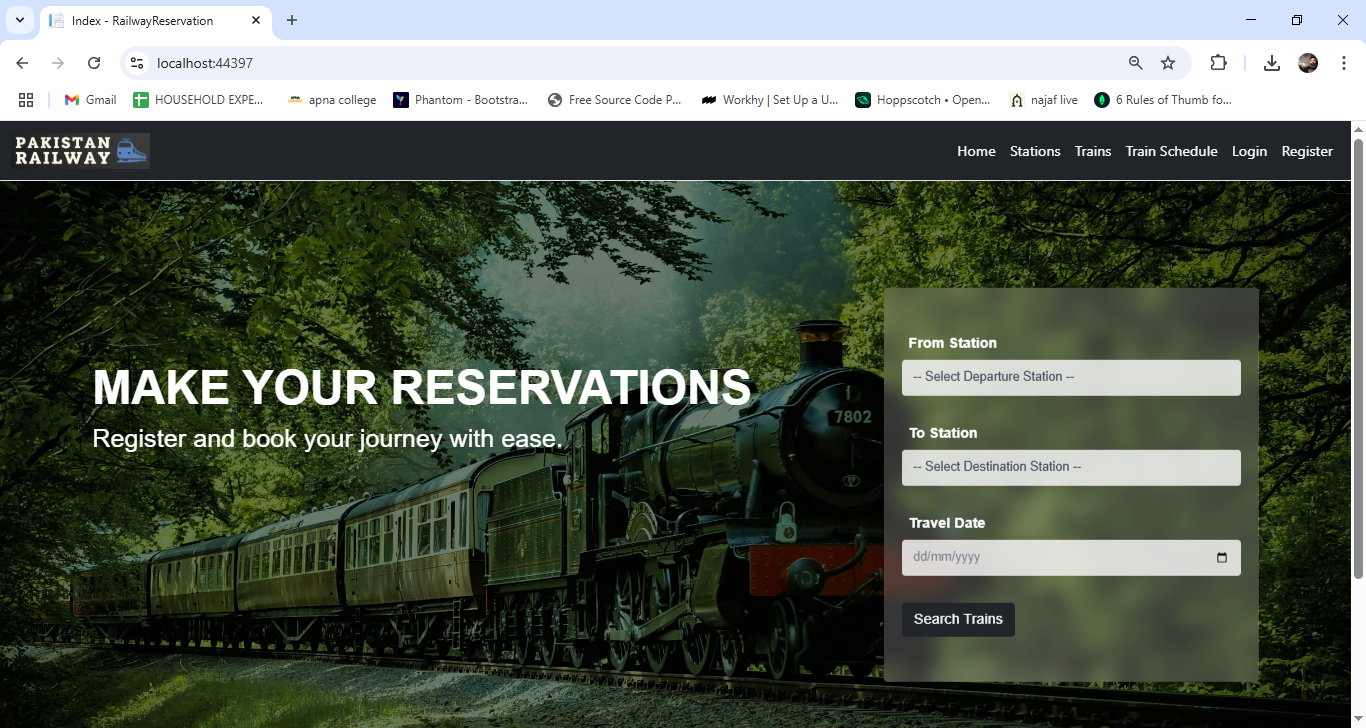 Index - RailwayReservation
localhost:44397
Gmail
HOUSEHOLD EXPE...
apna college
Phantom - Bootstra...
Free Source Code P...
Workhy | Set Up a U...
Hoppscotch • Open...
najaf live
6 Rules of Thumb fo...
PAKISTAN
RAILWAY
Home
Stations
Trains
Train Schedule
Login
Register
MAKE YOUR RESERVATIONS
Register and book your journey with ease.
7802
From Station
-- Select Departure Station --
To Station
-- Select Destination Station --
Travel Date
dd/mm/yyyy
Search Trains